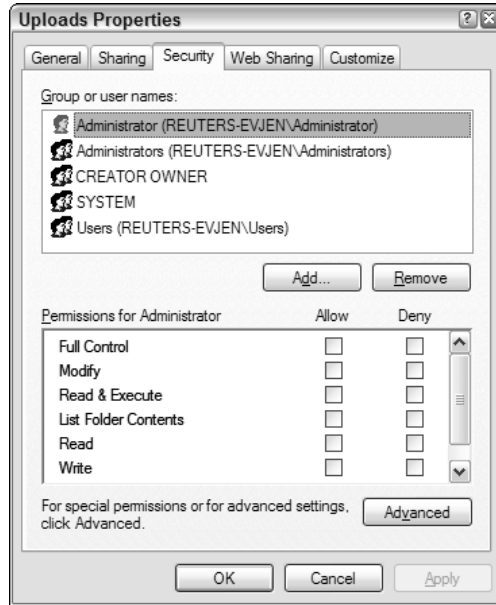 Uploads Properties
General Sharing Security Web Sharing Customize
Group or user names:
Administrator (REUTERS-EVJEN\Administrator)
Administrators (REUTERS-EVJEN\Administrators)
CREATOR OWNER
SYSTEM
Users (REUTERS-EVJEN\Users)
Add... Remove
Permissions for Administrator Allow Deny
Full Control
Modify
Read & Execute
List Folder Contents
Read
Write
For special permissions or for advanced settings,
click Advanced.
Advanced
OK Cancel Apply